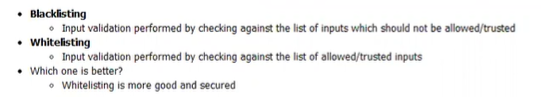 Blacklisting
Input validation performed by checking against the list of inputs which should not be allowed/trusted
Whitelisting
Input validation performed by checking against the list of allowed/trusted inputs
Which one is better?
Whitelisting is more good and secured